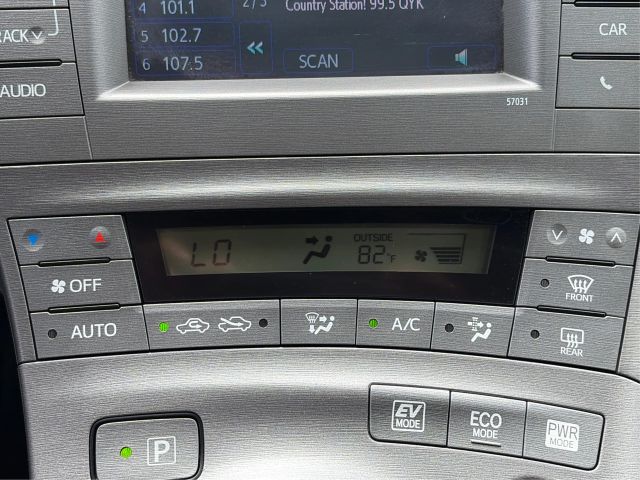 4 101.1
2/3
Country Station! 99.5 QYK
RACK
5 102.7
CAR
6 107.5
SCAN
AUDIO
57031
LO
OUTSIDE
82°F
OFF
FRONT
AUTO
A/C
REAR
EV
MODE
ECO
MODE
PWR
MODE
P